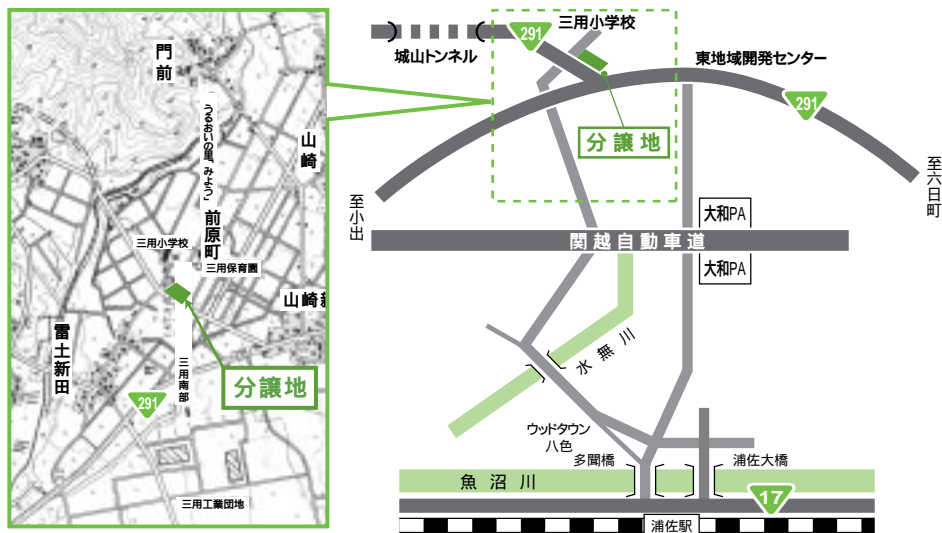 門前
うるおいの里、みよう」
山崎
前原町
三用小学校
三用保育園
山崎新
雷土新田
三用南部
分譲地
291
三用工業団地
291
三用小学校
城山トンネル
東地域開発センター
291
分譲地
至小出
至六日町
大和PA
関越自動車道
大和PA
水無川
ウッドタウン
八色
多聞橋
浦佐大橋
魚沼川
17
浦佐駅